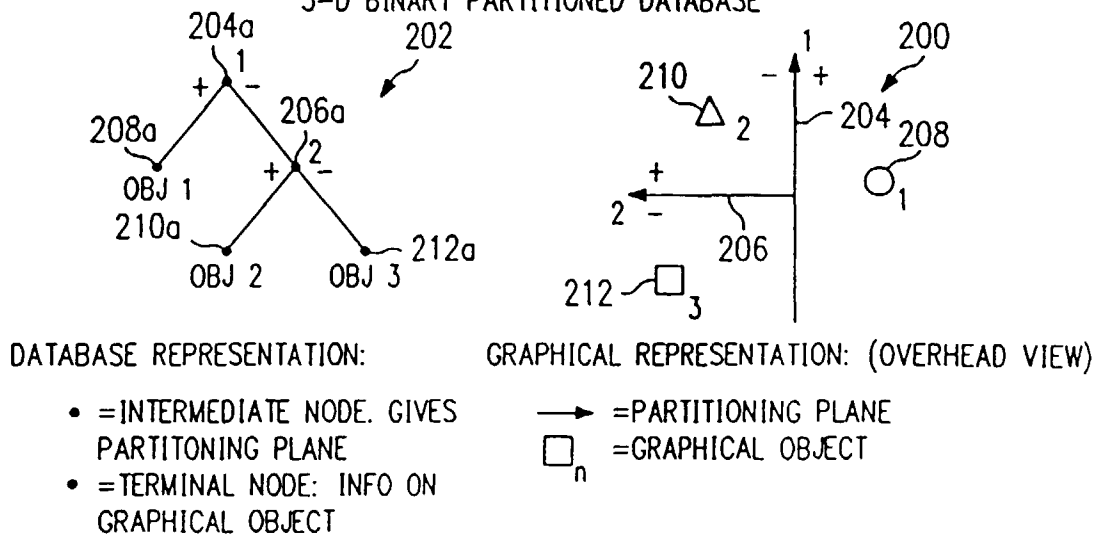 3-D BINARY PARTITIONED DATABASE
204a
1
+ -
202
206a
208a
2
+ -
OBJ 1
210a
212a
OBJ 2
OBJ 3
1
200
- +
210
2
204
208
1
+
2
-
206
212
3
DATABASE REPRESENTATION:
• =INTERMEDIATE NODE. GIVES
PARTITONING PLANE
• =TERMINAL NODE: INFO ON
GRAPHICAL OBJECT
GRAPHICAL REPRESENTATION: (OVERHEAD VIEW)
=PARTITIONING PLANE
n =GRAPHICAL OBJECT